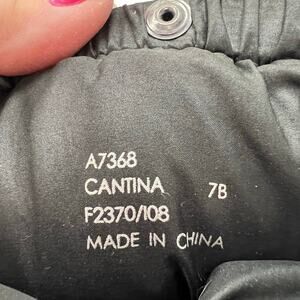 A7368
CANTINA 7B
F2370/108
MADE IN CHINA